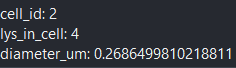 cell_id: 2
lys_in_cell: 4
diameter_um: 0.2686499810218811